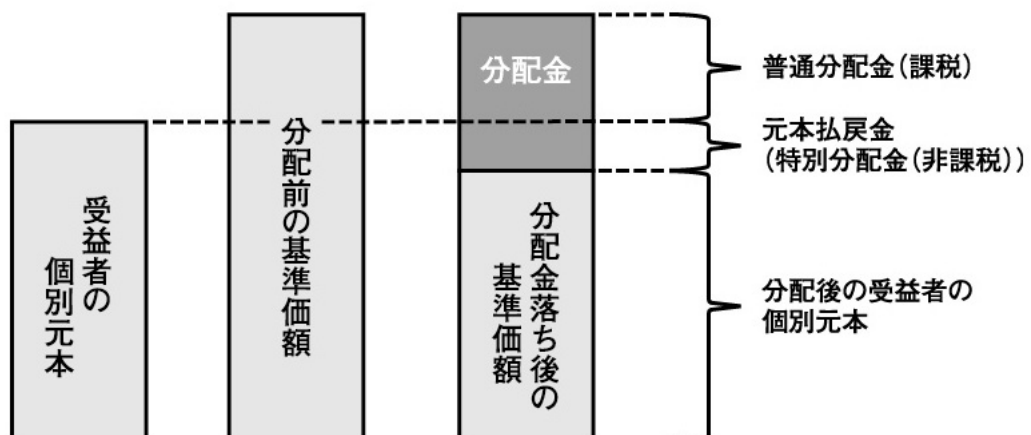 受益者の
個別元本
分配前の基準価額
分配金
分配金落ち後の
基準価額
普通分配金(課税)
元本払戻金
(特別分配金(非課税))
分配後の受益者の
個別元本